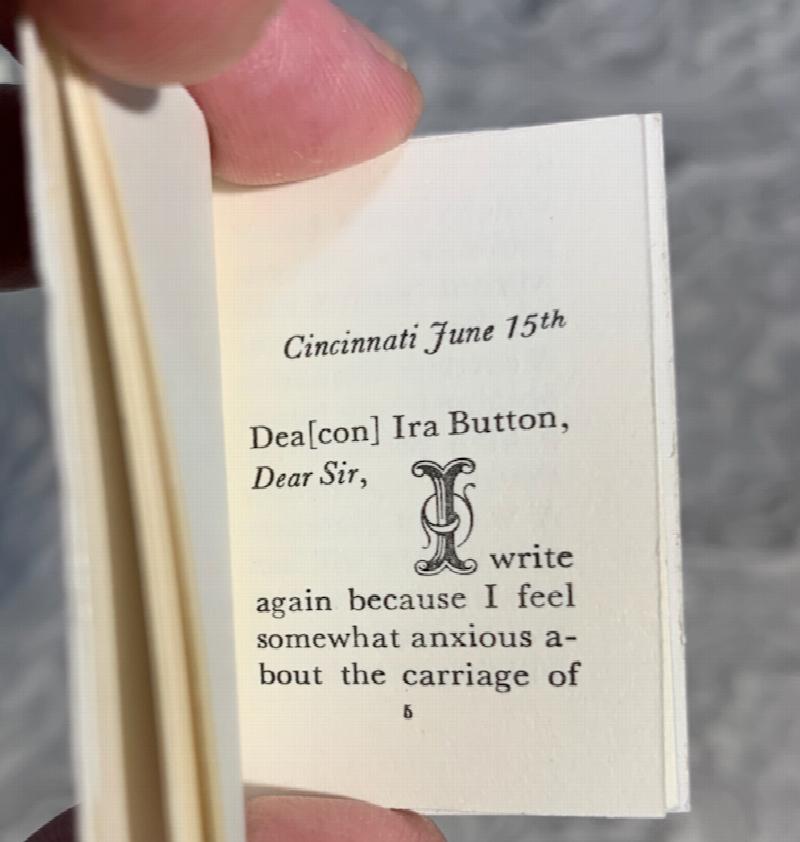 Cincinnati June 15th
Dea[con] Ira Button,
Dear Sir,
I write
again because I feel
somewhat anxious a-
bout the carriage of
5